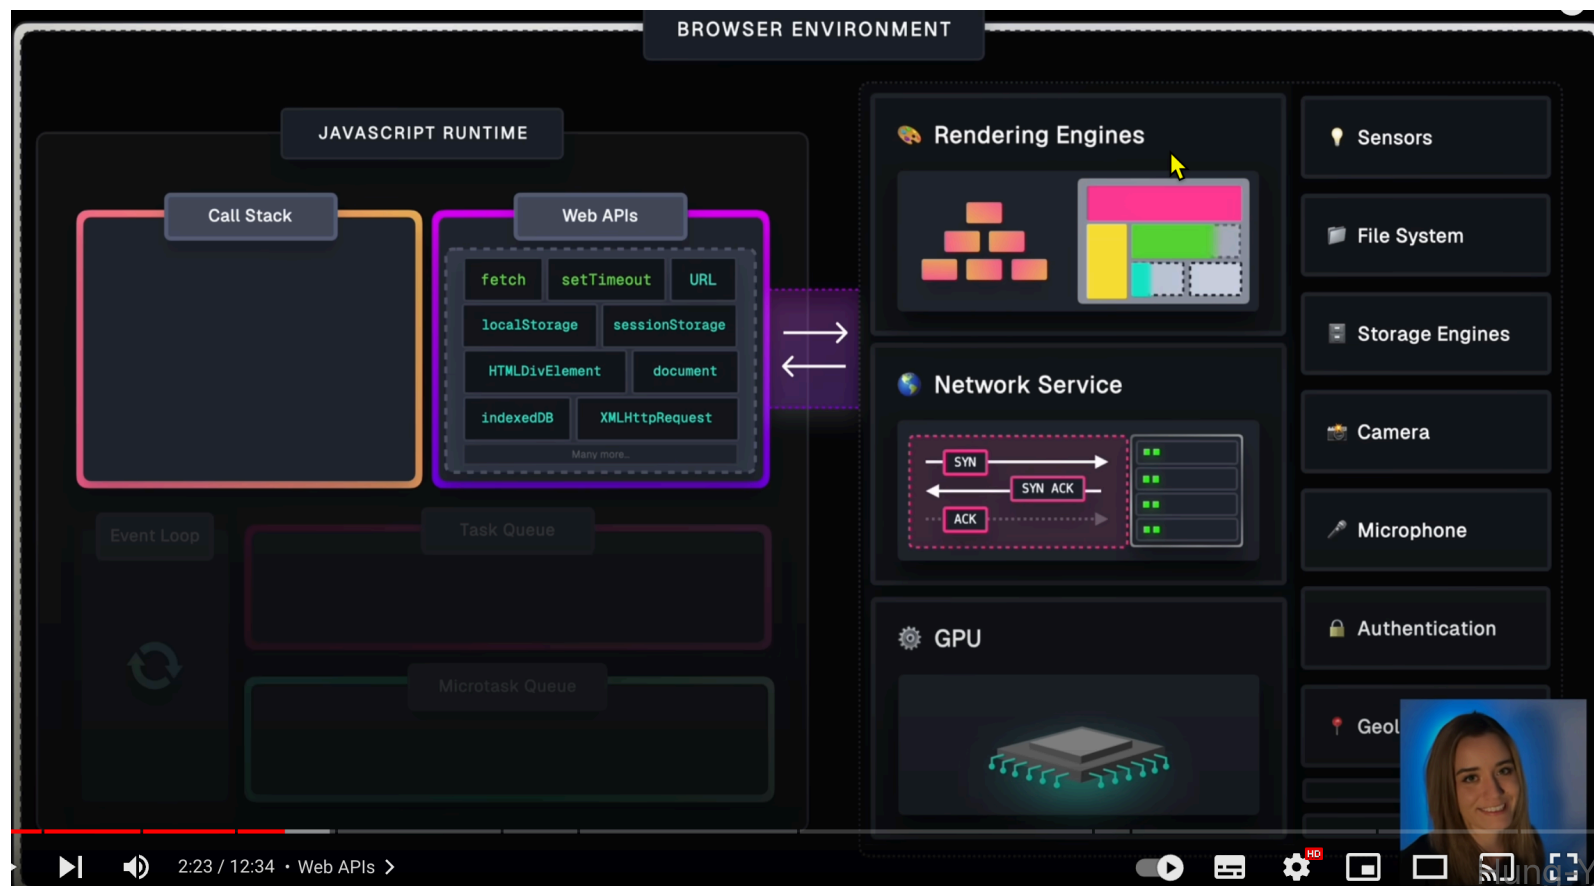 BROWSER ENVIRONMENT
JAVASCRIPT RUNTIME
Call Stack
Web APIs
fetch
setTimeout
URL
localStorage
sessionStorage
HTMLDivElement
document
indexedDB
XMLHttpRequest
Many more..
Event Loop
Task Queue
Microtask Queue
Rendering Engines
Network Service
SYN
SYN ACK
ACK
GPU
Sensors
File System
Storage Engines
Camera
Microphone
Authentication
2:23 / 12:34 • Web APIs
HD